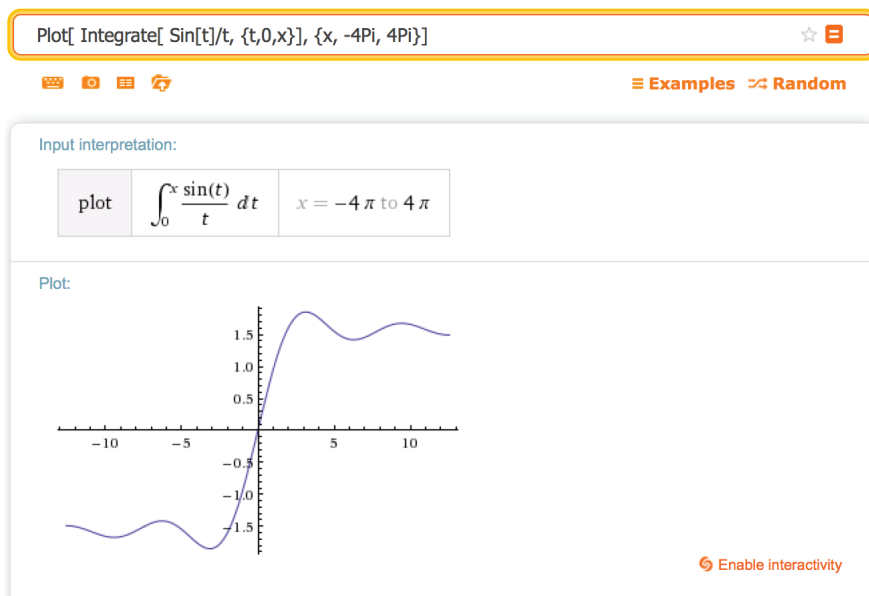 Plot[ Integrate[ Sin[t]/t, {t,0,x}], {x, -4Pi, 4Pi}]
Examples Random
Input interpretation:
plot ∫₀ˣ sin(t)/t dt x = −4 π to 4 π
Plot:
1.5
1.0
0.5
−10 −5 5 10
−0.5
−1.0
−1.5
Enable interactivity